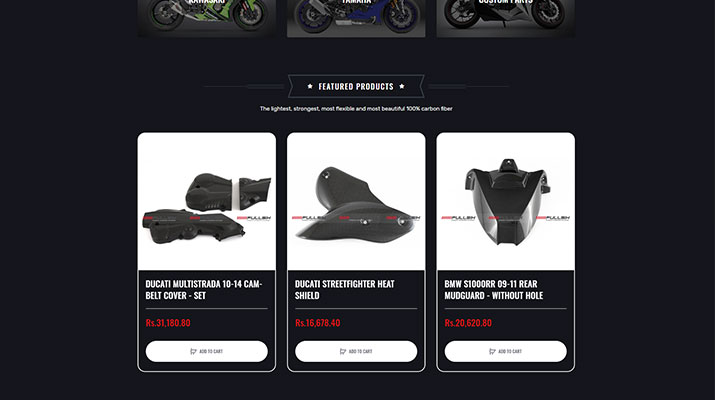 KAWASAKI
YAMAHA
CUSTOM PARTS
★ FEATURED PRODUCTS ★
The lightest, strongest, most flexible and most beautiful 100% carbon fiber
FULLSIX FULLSIX FULLSIX
DUCATI MULTISTRADA 10-14 CAM-
BELT COVER - SET
Rs.31,180.80
ADD TO CART
DUCATI STREETFIGHTER HEAT
SHIELD
Rs.16,678.40
ADD TO CART
BMW S1000RR 09-11 REAR
MUDGUARD - WITHOUT HOLE
Rs.20,620.80
ADD TO CART